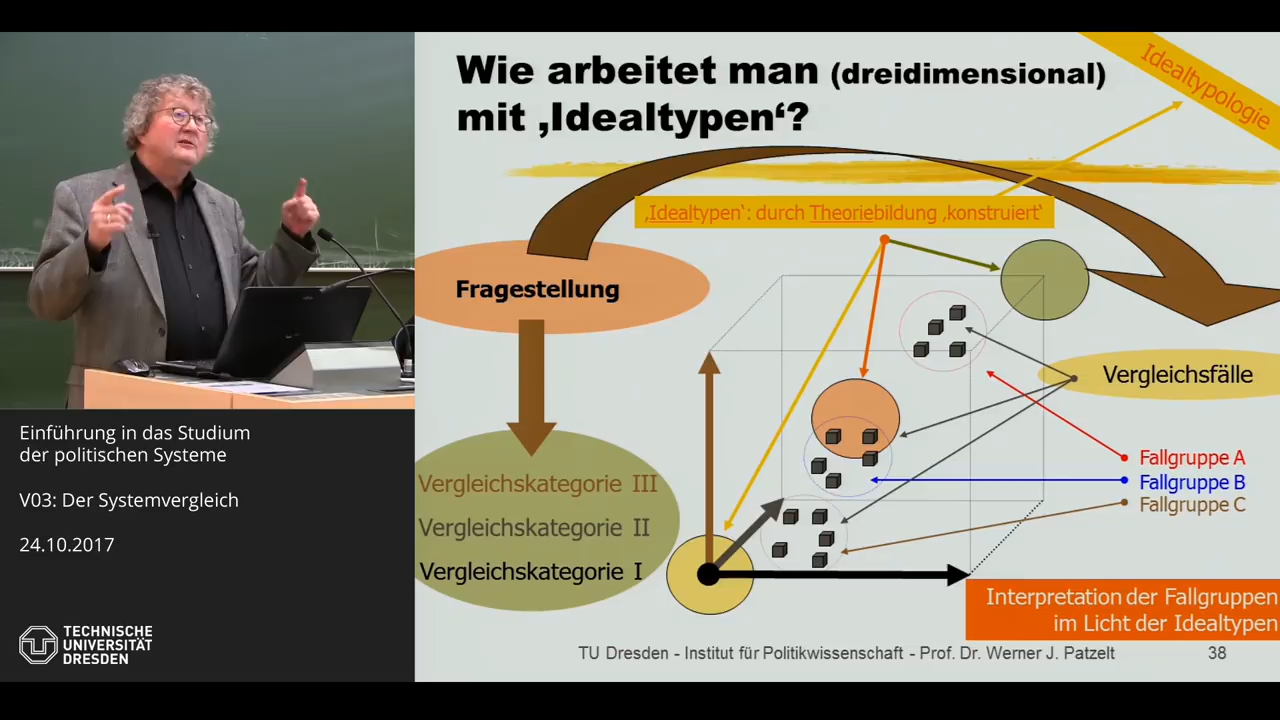 Wie arbeitet man (dreidimensional)
mit ‚Idealtypen‘?
Idealtypologie
‚Idealtypen‘: durch Theoriebildung ‚konstruiert‘
Fragestellung
Vergleichsfälle
Vergleichskategorie III
Vergleichskategorie II
Vergleichskategorie I
Fallgruppe A
Fallgruppe B
Fallgruppe C
Interpretation der Fallgruppen
im Licht der Idealtypen
TU Dresden - Institut für Politikwissenschaft - Prof. Dr. Werner J. Patzelt 38
Einführung in das Studium
der politischen Systeme
V03: Der Systemvergleich
24.10.2017
TECHNISCHE
UNIVERSITÄT
DRESDEN